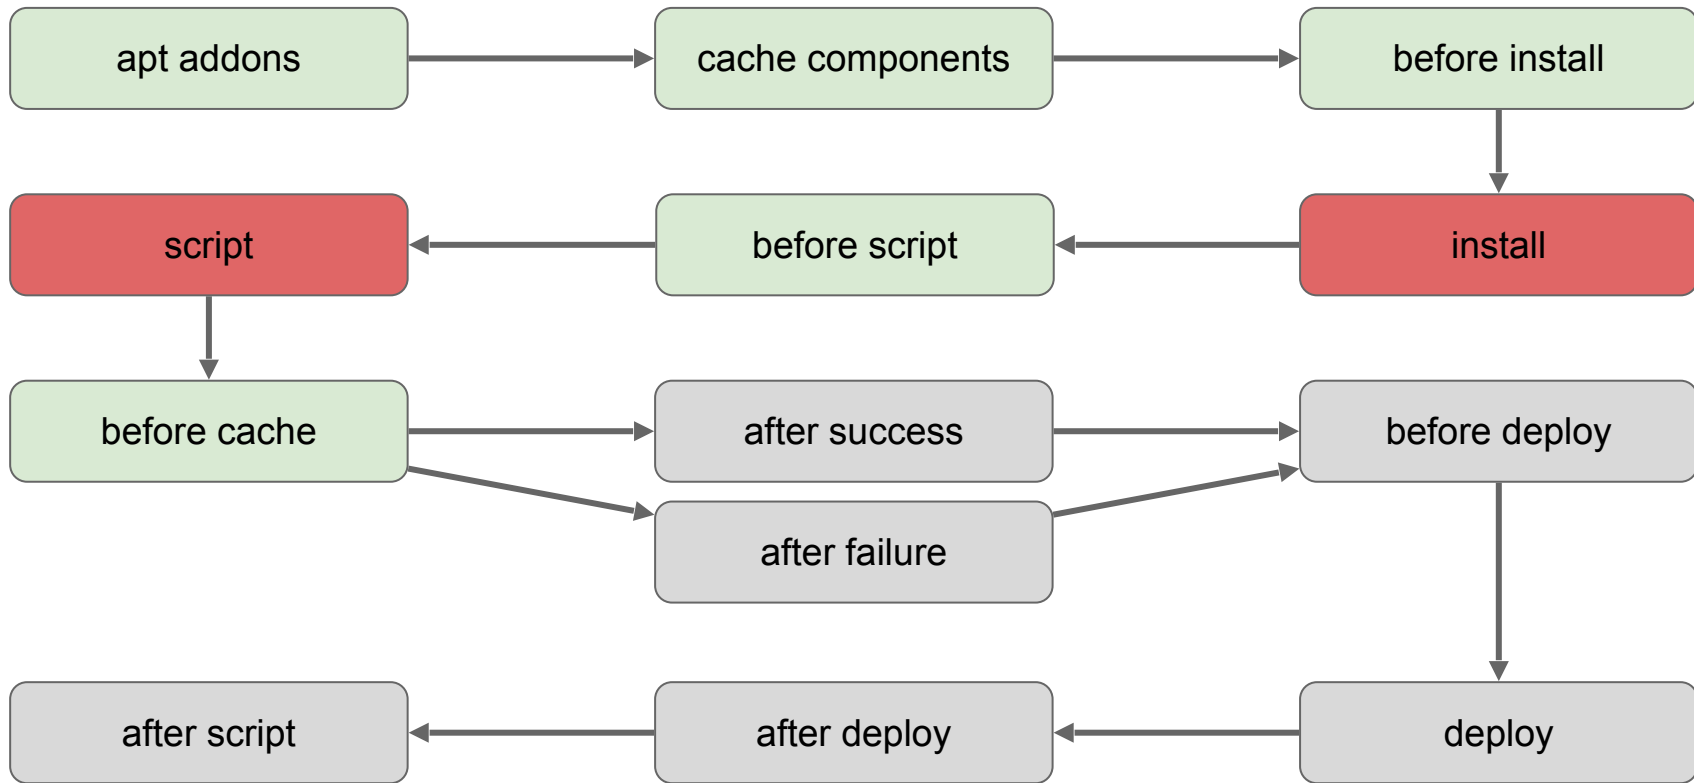 apt addons
cache components
before install
script
before script
install
before cache
after success
before deploy
after failure
after script
after deploy
deploy